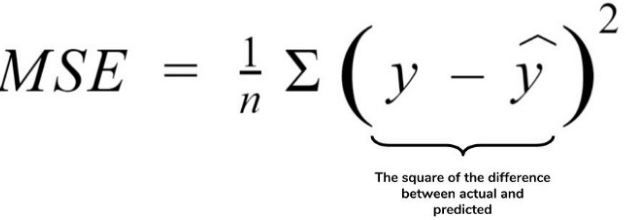 MSE = 1/n Σ (y − ŷ)²
The square of the difference
between actual and
predicted